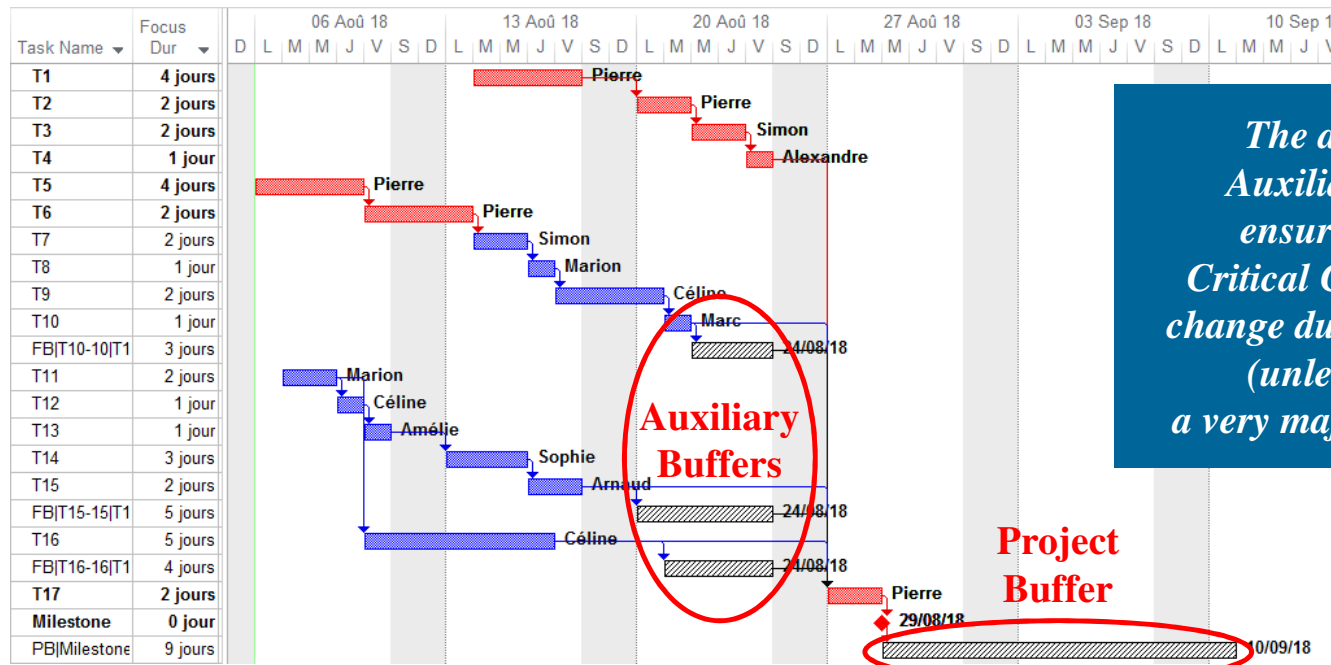 06 Aoû 18 13 Aoû 18 20 Aoû 18 27 Aoû 18 03 Sep 18 10 Sep 1
Task Name Focus Dur
D L M M J V S D L M M J V S D L M M J V S D L M M J V S D L M M J V S D L M M J V
T1 4 jours Pierre
T2 2 jours Pierre
T3 2 jours Simon
T4 1 jour Alexandre
T5 4 jours Pierre
T6 2 jours Pierre
T7 2 jours Simon
T8 1 jour Marion
T9 2 jours Céline
T10 1 jour Marc
FB|T10-10|T1 3 jours 24/08/18
T11 2 jours Marion
T12 1 jour Céline
T13 1 jour Amélie
T14 3 jours Sophie
T15 2 jours Arnaud
FB|T15-15|T1 5 jours 24/08/18
T16 5 jours Céline
FB|T16-16|T1 4 jours 24/08/18
T17 2 jours Pierre
Milestone 0 jour 29/08/18
PB|Milestone 9 jours 10/09/18
Auxiliary
Buffers
Project
Buffer
The a
Auxilia
ensur
Critical C
change du
(unle
a very maj